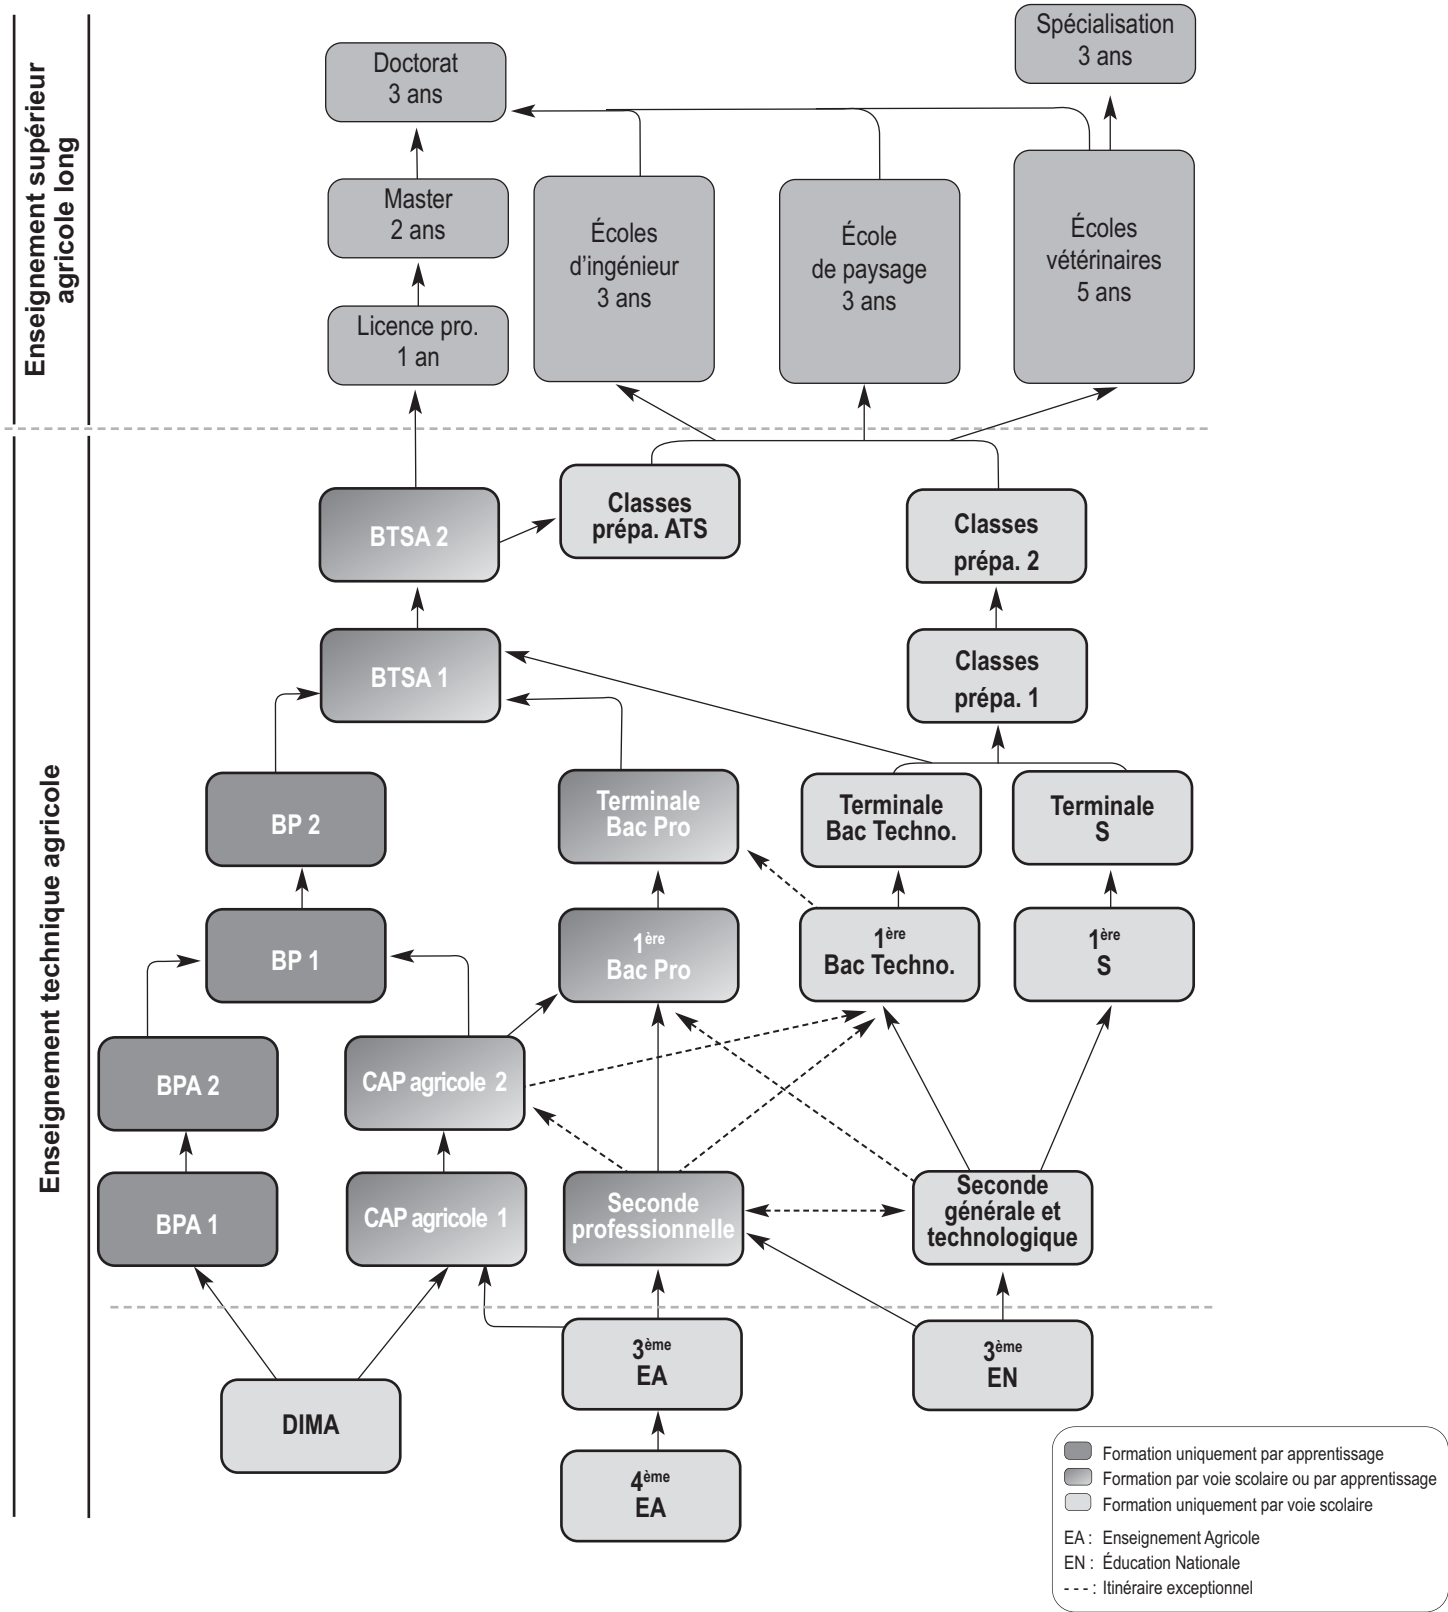 Enseignement supérieur
agricole long
Spécialisation
3 ans
Doctorat
3 ans
Master
2 ans
Écoles
d'ingénieur
3 ans
École
de paysage
3 ans
Écoles
vétérinaires
5 ans
Licence pro.
1 an
Enseignement technique agricole
BTSA 2
Classes
prépa. ATS
Classes
prépa. 2
BTSA 1
Classes
prépa. 1
BP 2
Terminale
Bac Pro
Terminale
Bac Techno.
Terminale
S
BP 1
1ère
Bac Pro
1ère
Bac Techno.
1ère
S
BPA 2
CAP agricole 2
BPA 1
CAP agricole 1
Seconde
professionnelle
Seconde
générale et
technologique
3ème
EA
3ème
EN
DIMA
4ème
EA
Formation uniquement par apprentissage
Formation par voie scolaire ou par apprentissage
Formation uniquement par voie scolaire
EA : Enseignement Agricole
EN : Éducation Nationale
- - - : Itinéraire exceptionnel